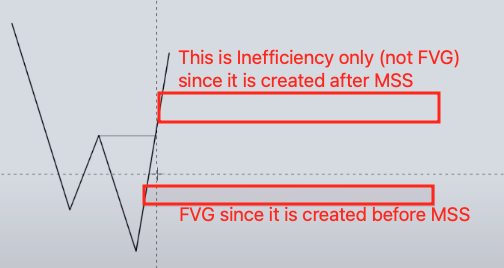 This is Inefficiency only (not FVG)
since it is created after MSS
FVG since it is created before MSS